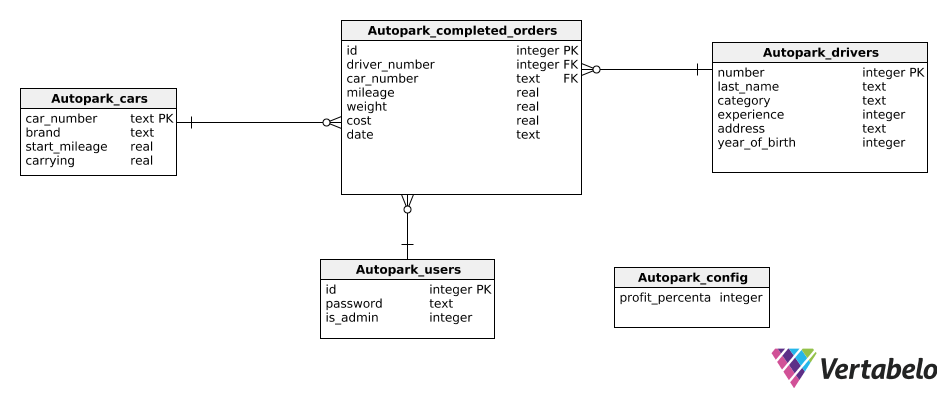 Autopark_completed_orders
id integer PK
driver_number integer FK
car_number text FK
mileage real
weight real
cost real
date text
Autopark_drivers
number integer PK
last_name text
category text
experience integer
address text
year_of_birth integer
Autopark_cars
car_number text PK
brand text
start_mileage real
carrying real
Autopark_users
id integer PK
password text
is_admin integer
Autopark_config
profit_percenta integer
Vertabelo